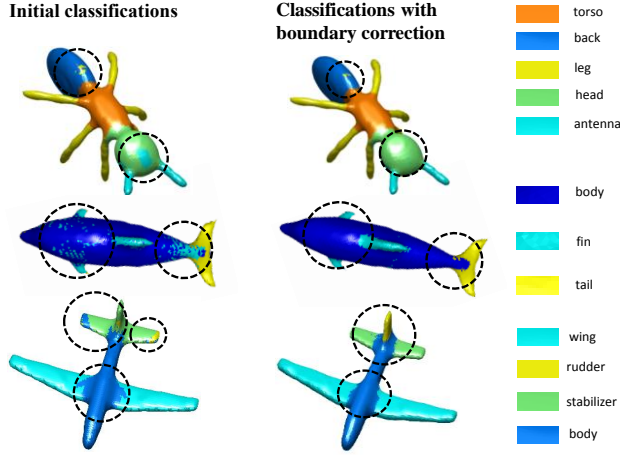 Initial classifications
Classifications with
boundary correction
torso
back
leg
head
antenna
body
fin
tail
wing
rudder
stabilizer
body